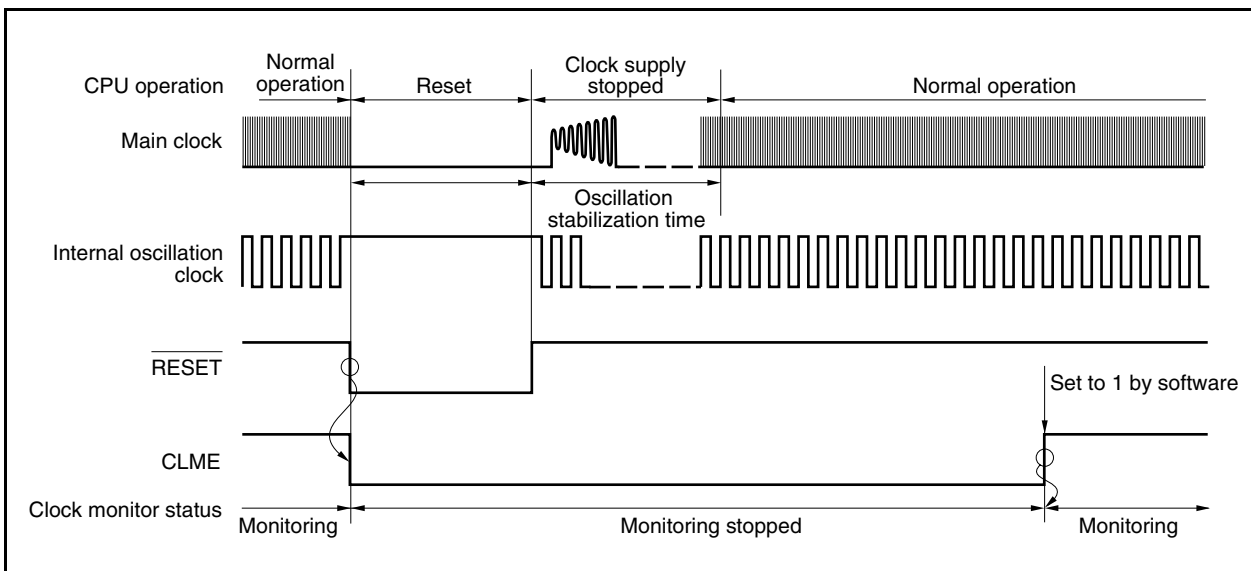 CPU operation
Normal
operation
Reset
Clock supply
stopped
Normal operation
Main clock
Oscillation
stabilization time
Internal oscillation
clock
RESET
Set to 1 by software
CLME
Clock monitor status
Monitoring
Monitoring stopped
Monitoring